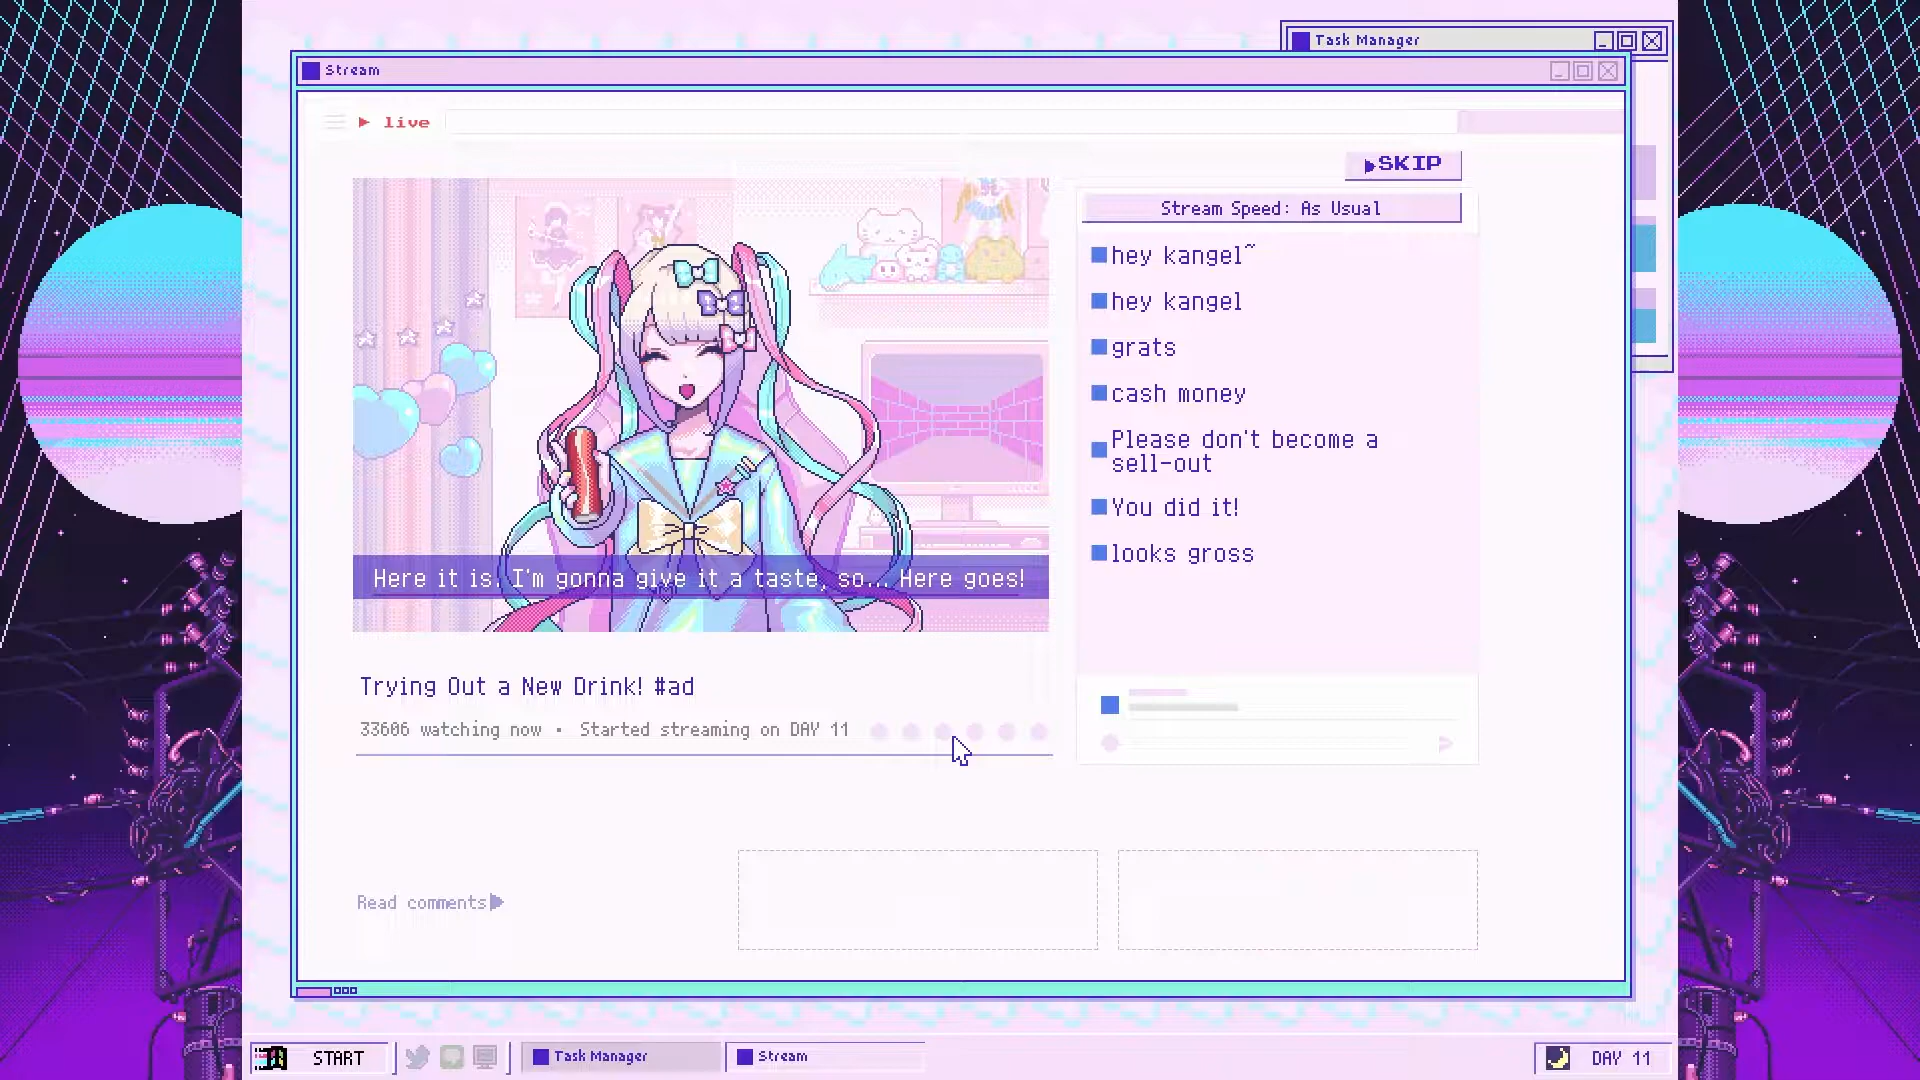 Task Manager
Stream
live
SKIP
Stream Speed: As Usual
hey kangel~
hey kangel
grats
cash money
Please don't become a
sell-out
You did it!
looks gross
Here it is. I'm gonna give it a taste, so... Here goes!
Trying Out a New Drink! #ad
33606 watching now • Started streaming on DAY 11
Read comments
START
Task Manager
Stream
DAY 11